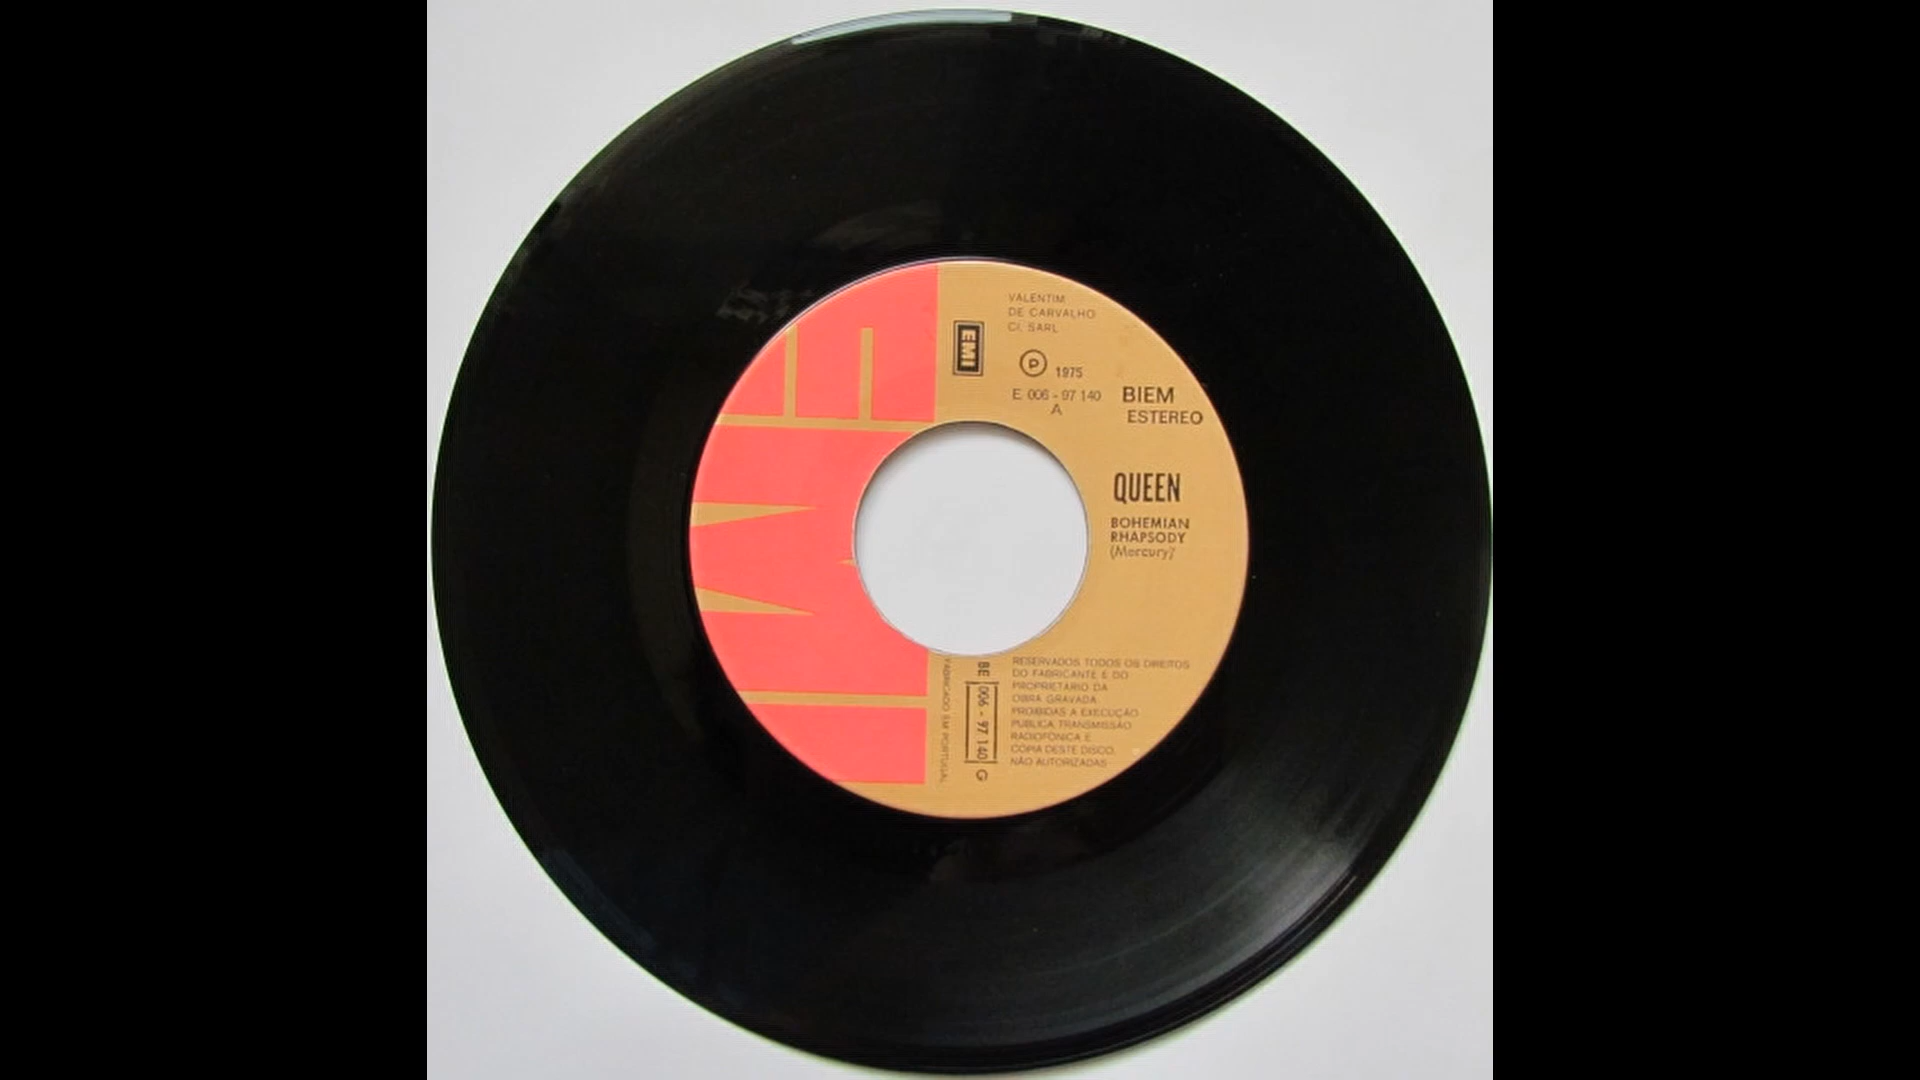 VALENTIM
DE CARVALHO
CI, SARL
EMI
P 1975
E 006 - 97 140
A
BIEM
ESTEREO
QUEEN
BOHEMIAN
RHAPSODY
(Mercury)
EMI
FABRICADO EM PORTUGAL
BE 006 - 97 140 G
RESERVADOS TODOS OS DIREITOS
DO FABRICANTE E DO
PROPRIETARIO DA
OBRA GRAVADA
PROIBIDAS A EXECUÇÃO
PUBLICA TRANSMISSÃO
RADIOFÓNICA E
CÓPIA DESTE DISCO,
NÃO AUTORIZADAS